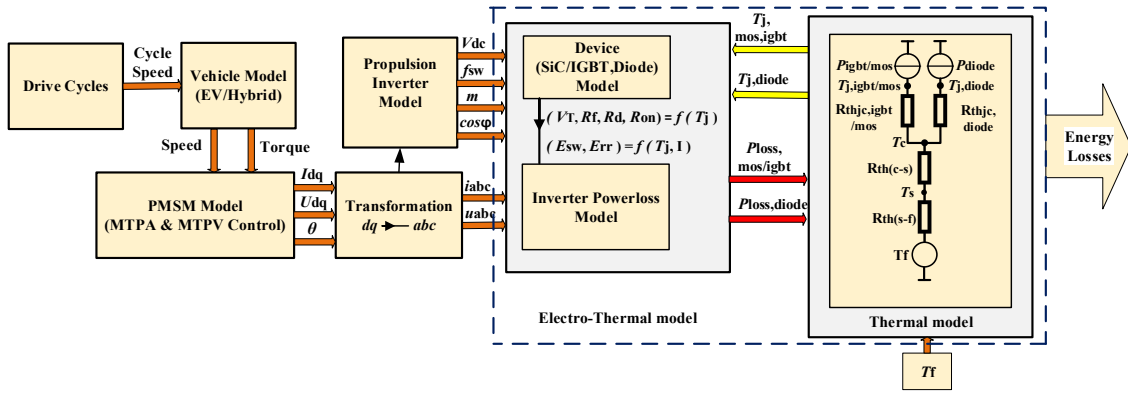 Drive Cycles
Cycle
Speed
Vehicle Model
(EV/Hybrid)
Speed
Torque
PMSM Model
(MTPA & MTPV Control)
Idq
Udq
θ
Propulsion
Inverter
Model
Transformation
dq abc
Vdc
fsw
m
cosφ
iabc
uabc
Device
(SiC/IGBT,Diode)
Model
( VT, Rf, Rd, Ron) = f ( Tj )
( Esw, Err ) = f ( Tj, I )
Inverter Powerloss
Model
Electro-Thermal model
Tj,
mos,igbt
Tj,diode
Ploss,
mos/igbt
Ploss,diode
Pigbt/mos
Pdiode
Tj,igbt/mos
Tj,diode
Rthjc,igbt
/mos
Rthjc,
diode
Tc
Rth(c-s)
Ts
Rth(s-f)
Tf
Thermal model
Tf
Energy
Losses